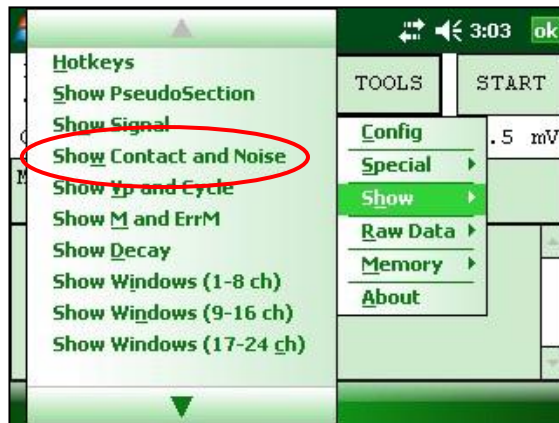 3:03 ok
Hotkeys
Show PseudoSection
Show Signal
Show Contact and Noise
Show Vp and Cycle
Show M and ErrM
Show Decay
Show Windows (1-8 ch)
Show Windows (9-16 ch)
Show Windows (17-24 ch)
TOOLS
START
.5 mV
Config
Special
Show
Raw Data
Memory
About